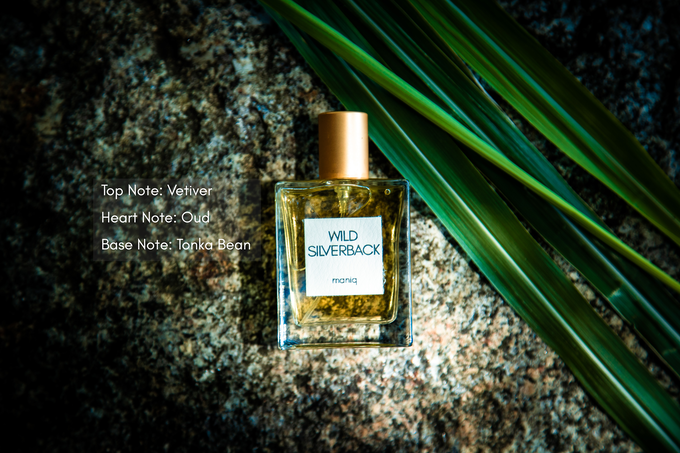 Top Note: Vetiver
Heart Note: Oud
Base Note: Tonka Bean
WILD
SILVERBACK
maniq